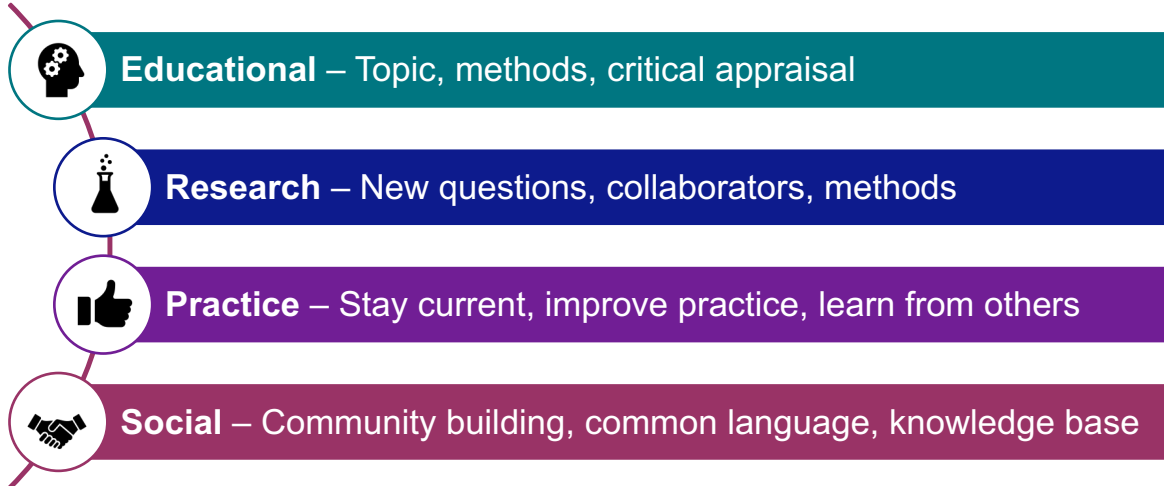 Educational – Topic, methods, critical appraisal
Research – New questions, collaborators, methods
Practice – Stay current, improve practice, learn from others
Social – Community building, common language, knowledge base